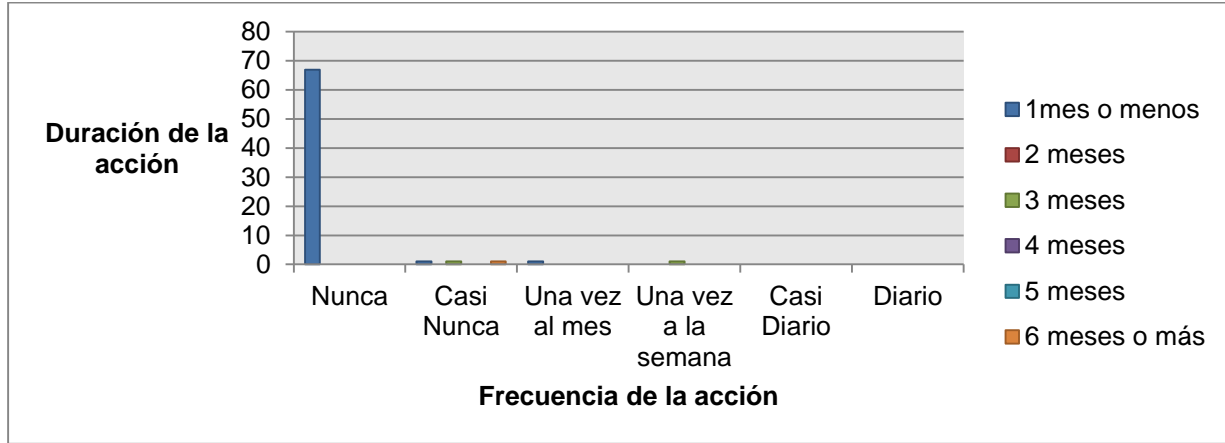 80
70
60
50
40
30
20
10
0
Duración de la
acción
Nunca
Casi
Nunca
Una vez
al mes
Una vez
a la
semana
Casi
Diario
Diario
Frecuencia de la acción
1mes o menos
2 meses
3 meses
4 meses
5 meses
6 meses o más